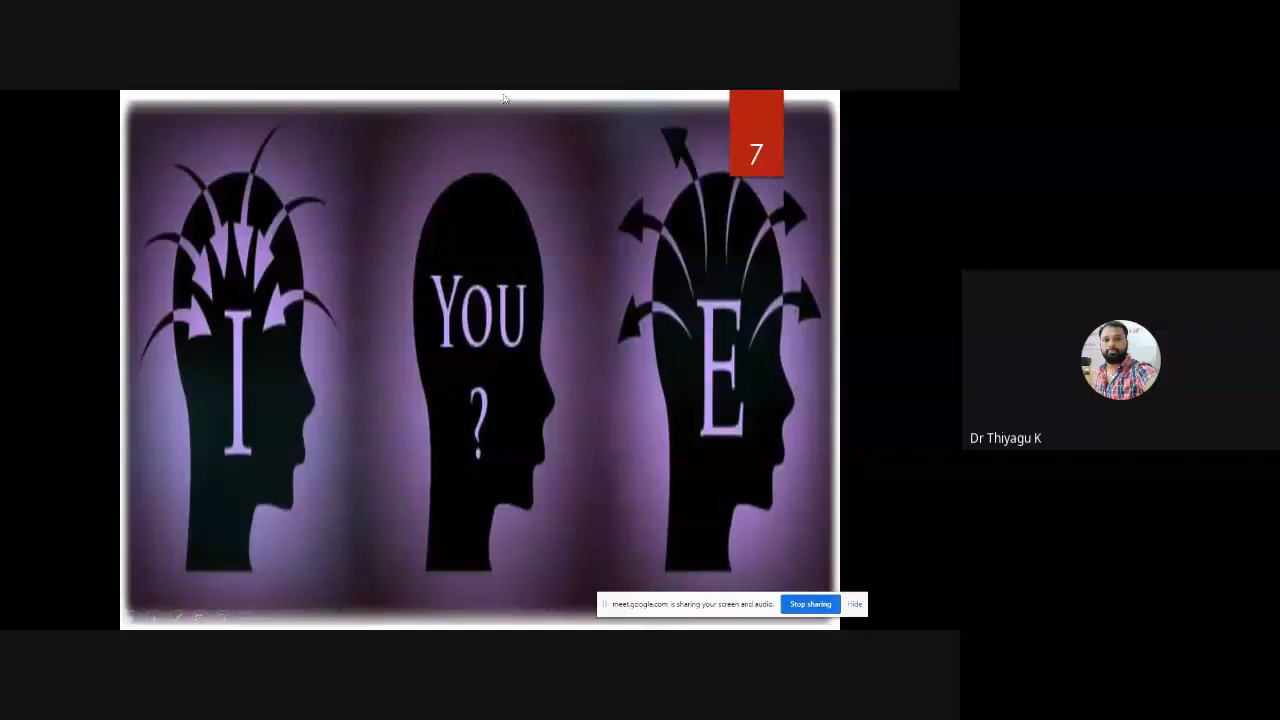 7
I
YOU
?
E
Dr Thiyagu K
meet.google.com is sharing your screen and audio.
Stop sharing
Hide